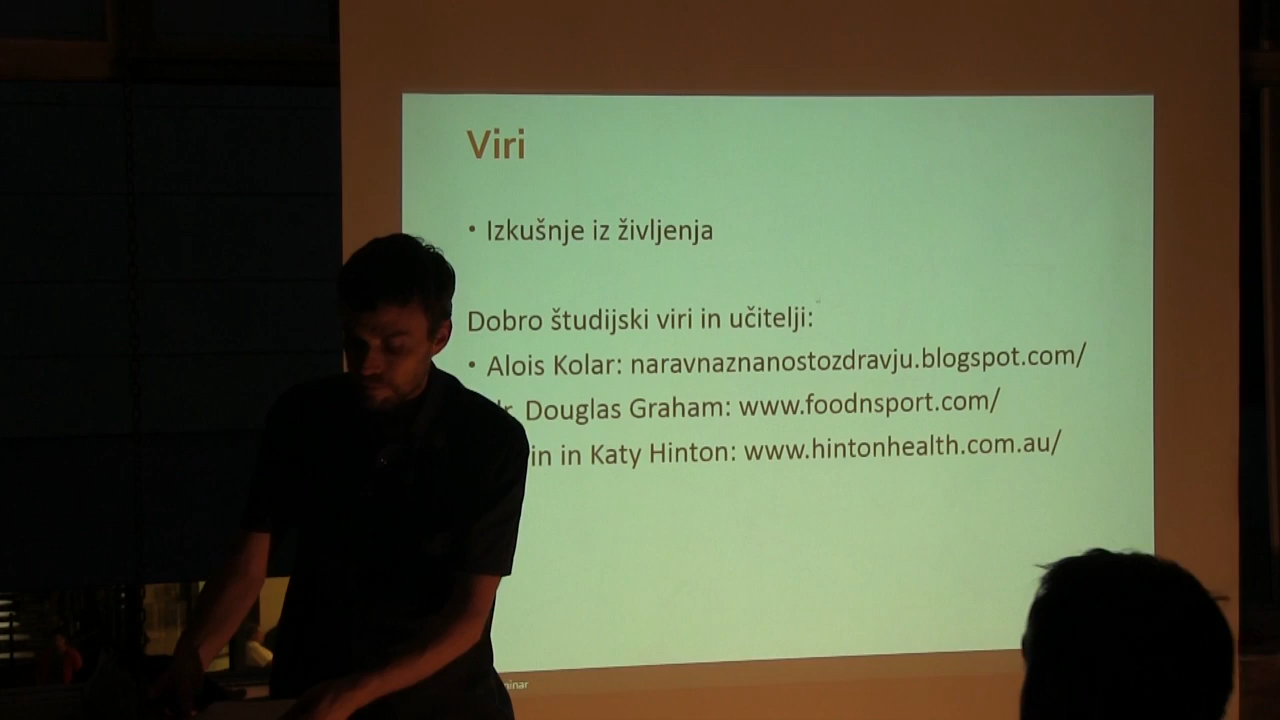 Viri
• Izkušnje iz življenja
Dobro študijski viri in učitelji:
• Alois Kolar: naravnaznanostozdravju.blogspot.com/
Douglas Graham: www.foodnsport.com/
in Katy Hinton: www.hintonhealth.com.au/